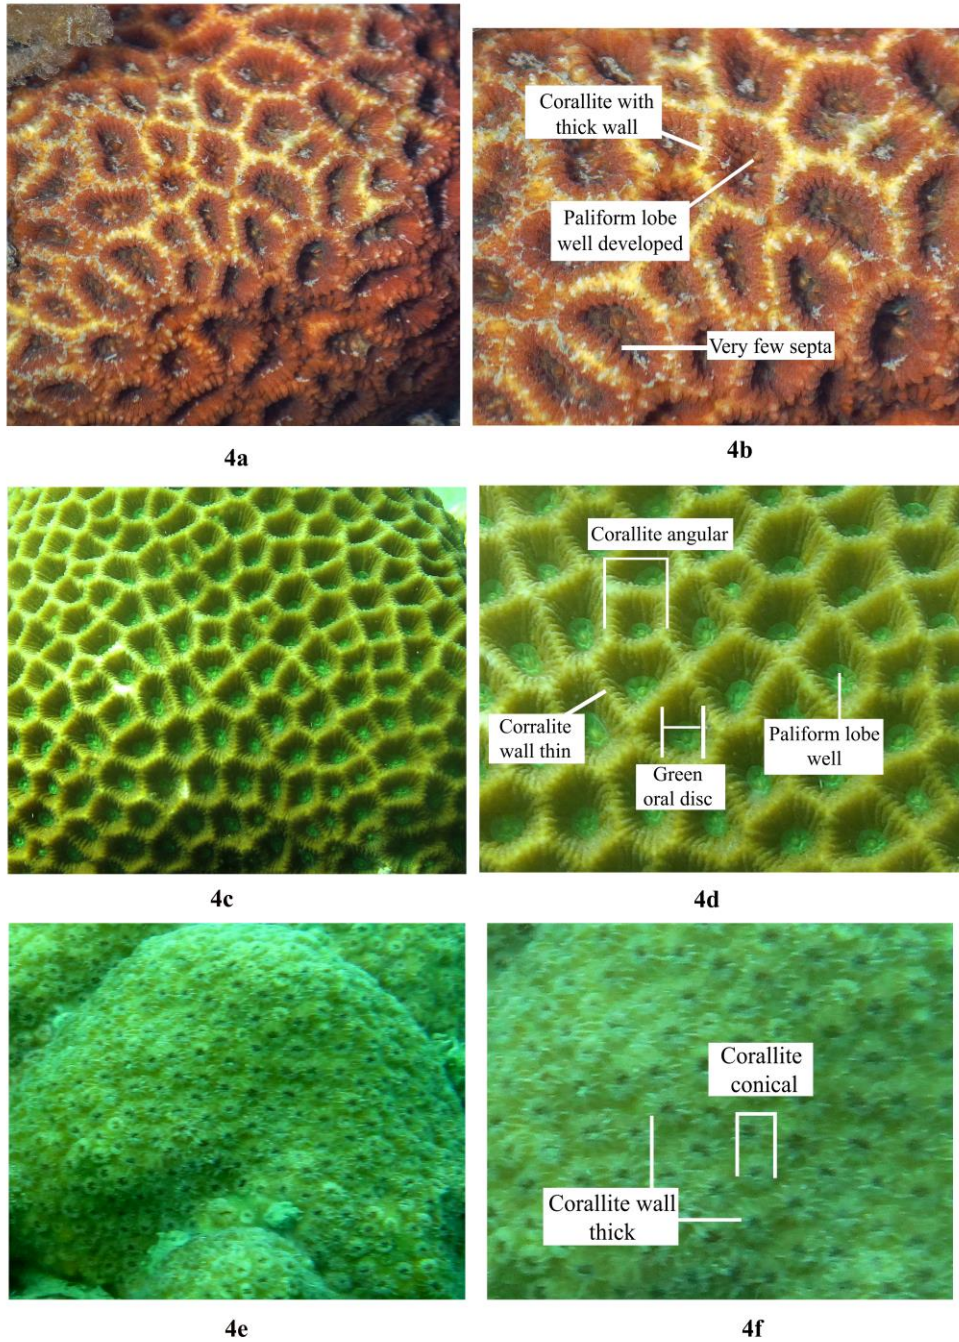 Corallite with
thick wall
Paliform lobe
well developed
Very few septa
4a
4b
Corallite angular
Corralite
wall thin
Green
oral disc
Paliform lobe
well
4c
4d
Corallite
conical
Corallite wall
thick
4e
4f